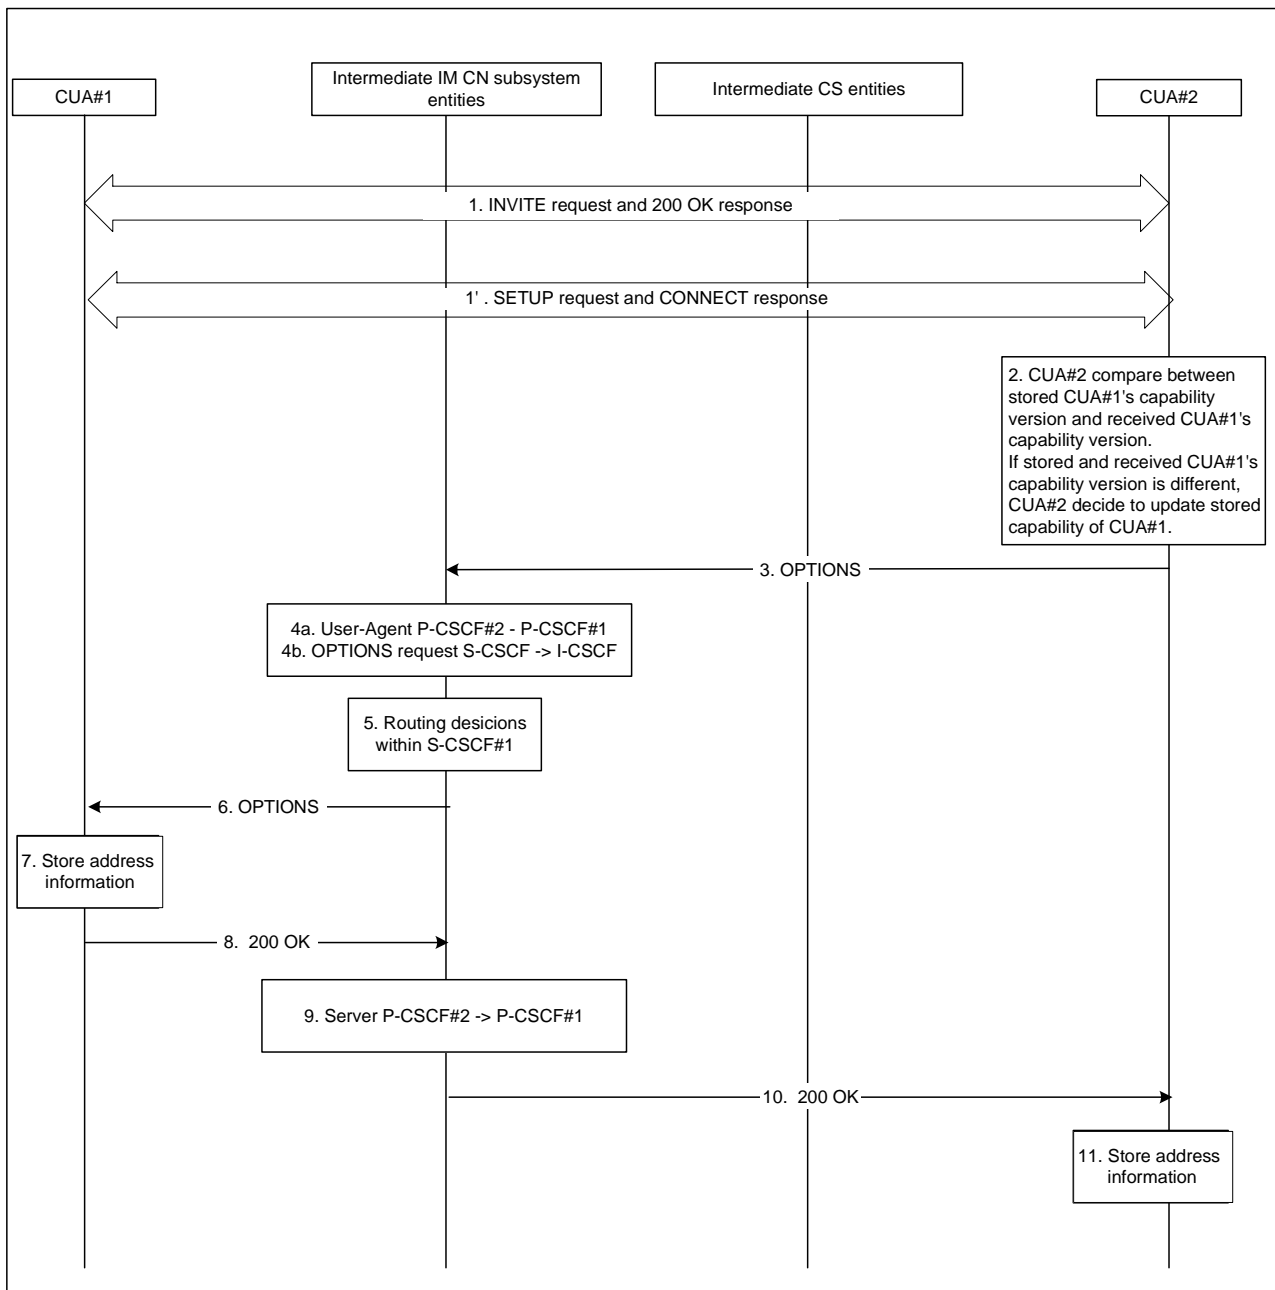 CUA#1
Intermediate IM CN subsystem
entities
Intermediate CS entities
CUA#2
1. INVITE request and 200 OK response
1' . SETUP request and CONNECT response
2. CUA#2 compare between
stored CUA#1's capability
version and received CUA#1's
capability version.
If stored and received CUA#1's
capability version is different,
CUA#2 decide to update stored
capability of CUA#1.
3. OPTIONS
4a. User-Agent P-CSCF#2 - P-CSCF#1
4b. OPTIONS request S-CSCF -> I-CSCF
5. Routing desicions
within S-CSCF#1
6. OPTIONS
7. Store address
information
8.  200 OK
9. Server P-CSCF#2 -> P-CSCF#1
10.  200 OK
11. Store address
information